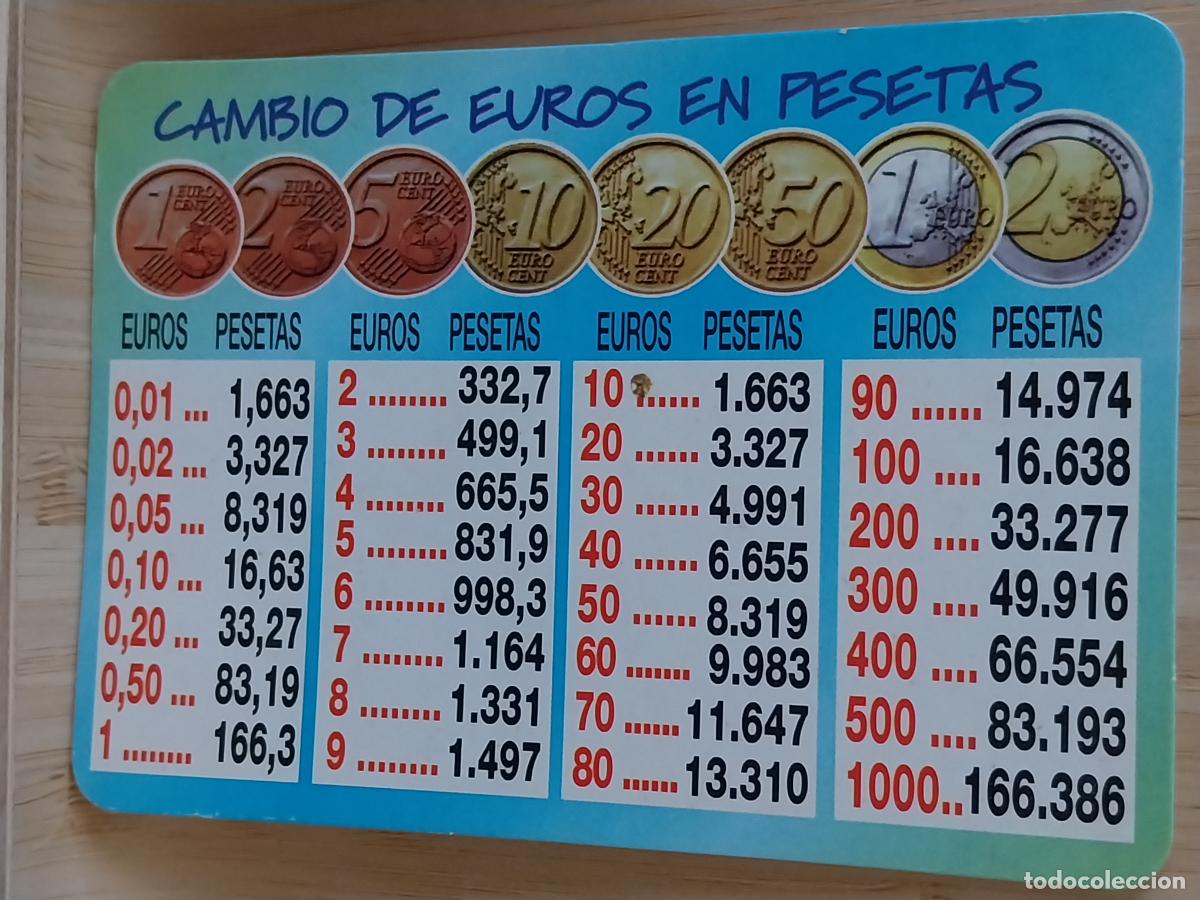 CAMBIO DE EUROS EN PESETAS
1 EURO CENT
2 EURO CENT
5 EURO CENT
10 EURO CENT
20 EURO CENT
50 EURO CENT
1 EURO
2 EURO
EUROS PESETAS
0,01 ... 1,663
0,02 ... 3,327
0,05 ... 8,319
0,10 ... 16,63
0,20 ... 33,27
0,50 ... 83,19
1 ........ 166,3
EUROS PESETAS
2 ........ 332,7
3 ........ 499,1
4 ........ 665,5
5 ........ 831,9
6 ........ 998,3
7 ........ 1.164
8 ........ 1.331
9 ........ 1.497
EUROS PESETAS
10 ...... 1.663
20 ...... 3.327
30 ...... 4.991
40 ...... 6.655
50 ...... 8.319
60 ....... 9.983
70 ...... 11.647
80 ...... 13.310
EUROS PESETAS
90 ...... 14.974
100 .... 16.638
200 .... 33.277
300 .... 49.916
400 .... 66.554
500 .... 83.193
1000.. 166.386
todocoleccion